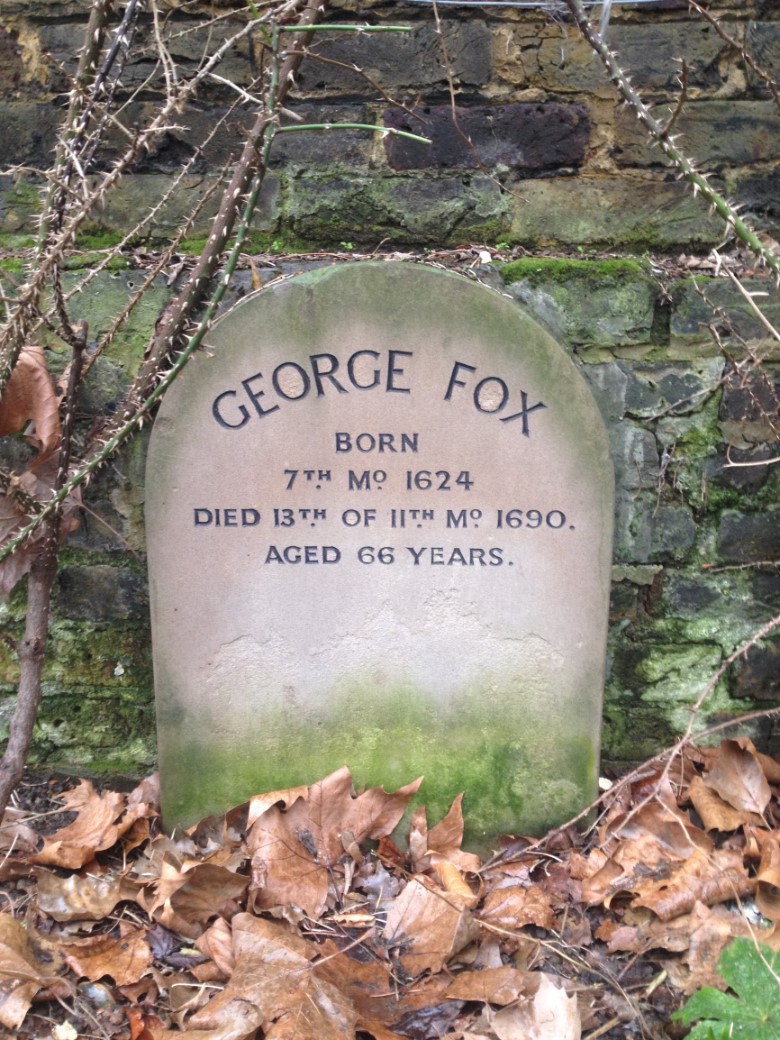 GEORGE FOX
BORN
7TH. Mo. 1624
DIED 13TH. OF 11TH. Mo. 1690.
AGED 66 YEARS.